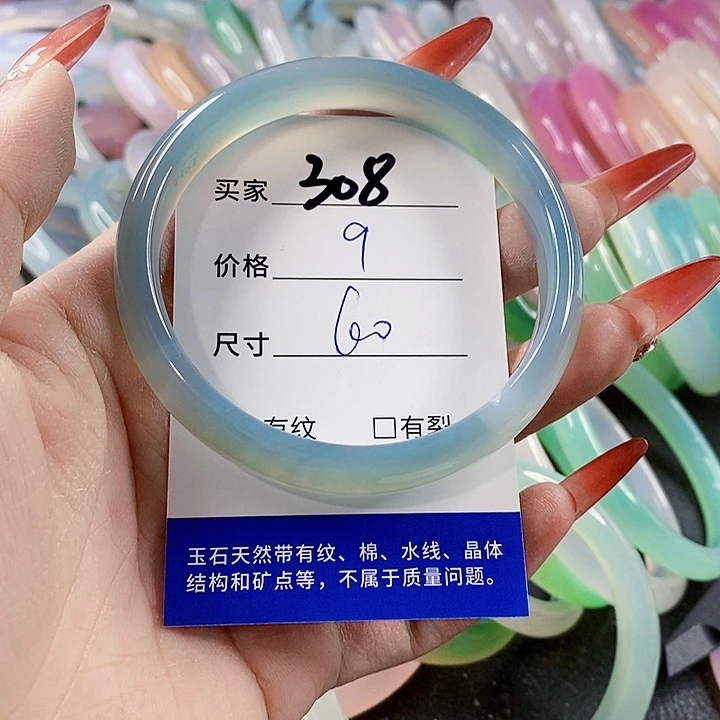 买家 308
价格 9
尺寸 60
有纹 □有裂
玉石天然带有纹、棉、水线、晶体
结构和矿点等，不属于质量问题。